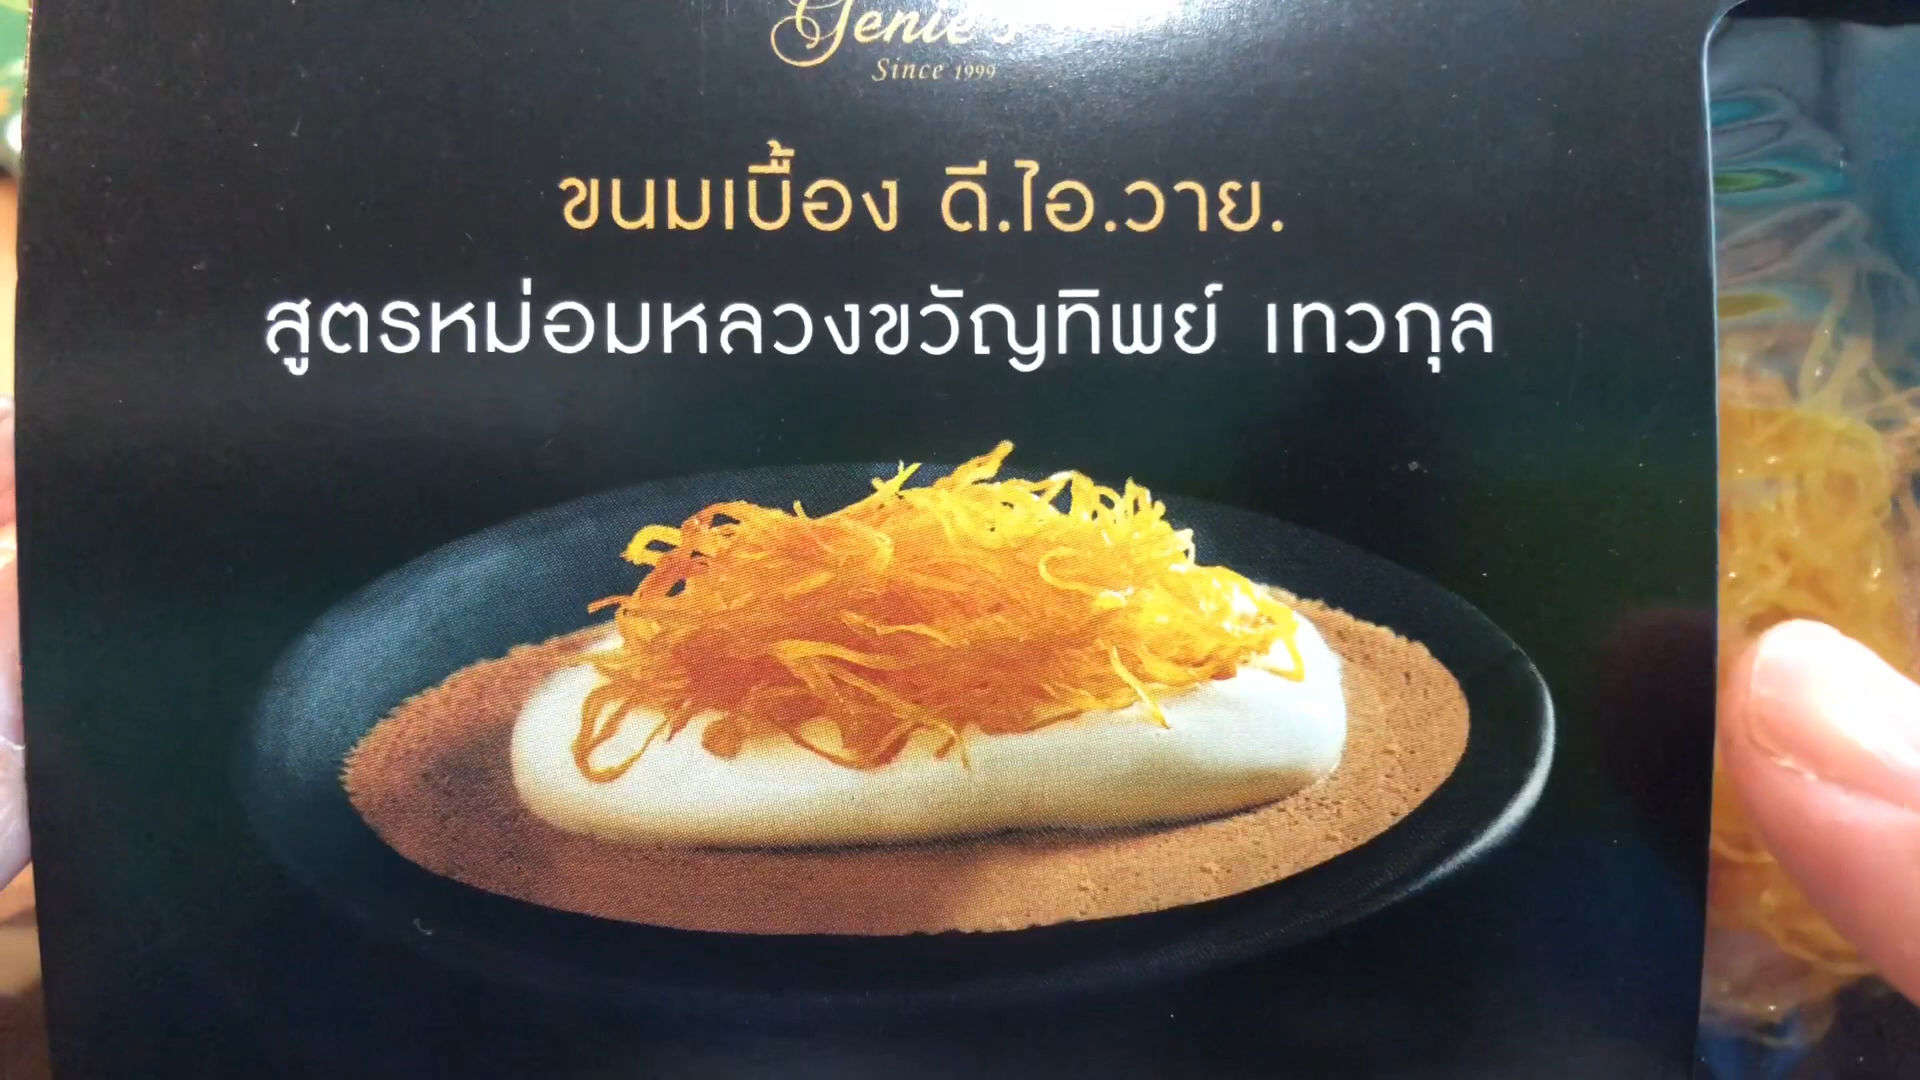 Genie's
Since 1999
ขนมเบื้อง ดี.ไอ.วาย.
สูตรหม่อมหลวงขวัญทิพย์ เทวกุล